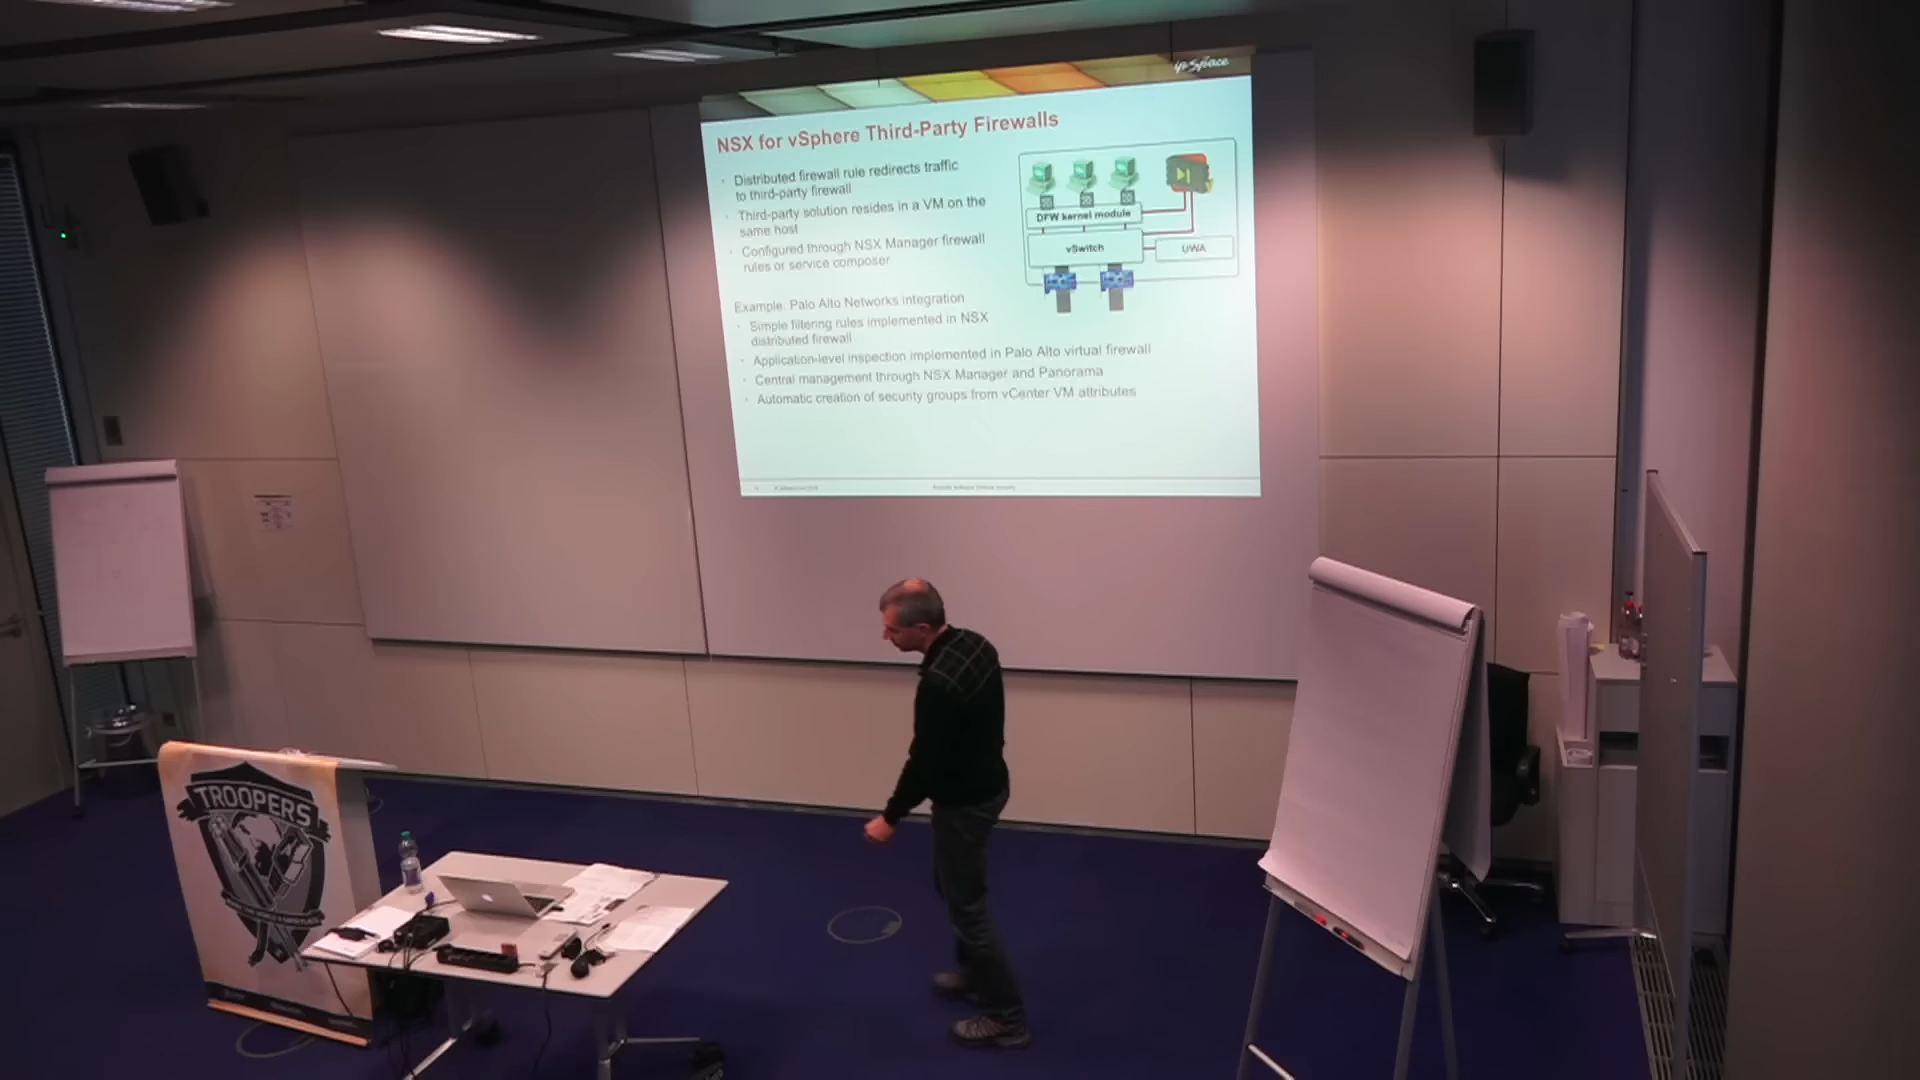 ipSpace
NSX for vSphere Third-Party Firewalls
Distributed firewall rule redirects traffic
to third-party firewall
Third-party solution resides in a VM on the
same host
Configured through NSX Manager firewall
rules or service composer
DFW kernel module
vSwitch
UWA
Example: Palo Alto Networks integration
Simple filtering rules implemented in NSX
distributed firewall
Application-level inspection implemented in Palo Alto virtual firewall
Central management through NSX Manager and Panorama
Automatic creation of security groups from vCenter VM attributes
TROOPERS